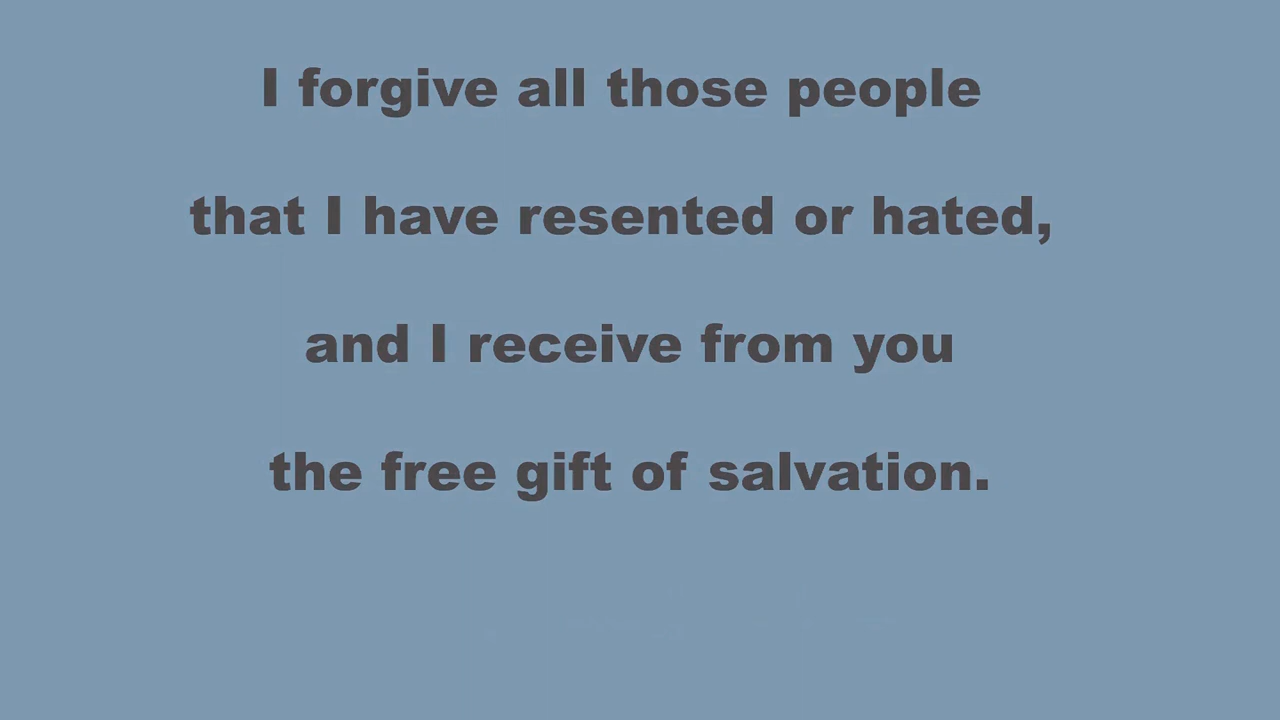 I forgive all those people
that I have resented or hated,
and I receive from you
the free gift of salvation.